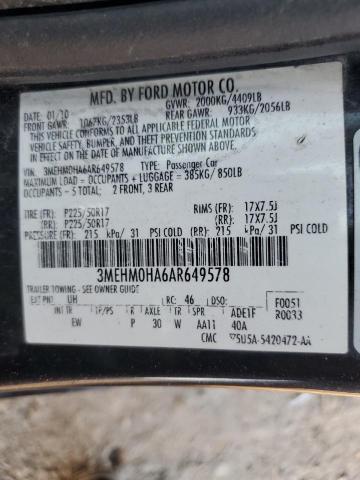 MFD. BY FORD MOTOR CO.
01/10
GVWR: 2000KG/4409LB
FRONT GAWR: 1067KG/2353LB
REAR GAWR: 933KG/2056LB
THIS VEHICLE CONFORMS TO ALL APPLICABLE FEDERAL MOTOR VEHICLE
SAFETY, BUMPER, AND THEFT PREVENTION STANDARDS IN EFFECT ON THE DATE OF
MANUFACTURE SHOWN ABOVE.
VIN: 3MEHM0HA6AR649578 TYPE: Passenger Car
MAXIMUM LOAD = OCCUPANTS + LUGGAGE = 385KG/850LB
OCCUPANTS - 5 TOTAL: 2 FRONT, 3 REAR
TIRE (FR): P225/50R17 RIMS (FR): 17X7.5J
(RR): P225/50R17 (RR): 17X7.5J
PRESSURE (FR): 215 kPa/ 31 PSI COLD (RR): 215 kPa/ 31 PSI COLD
3MEHM0HA6AR649578
TRAILER TOWING - SEE OWNER GUIDE
EXT PNT: UH RC: 46 DSO: F0051
TP/PS R AXLE TR SPR ADE1F R0033
EW P 30 W AA11 40A
CMC 5U5A-5420472-AA